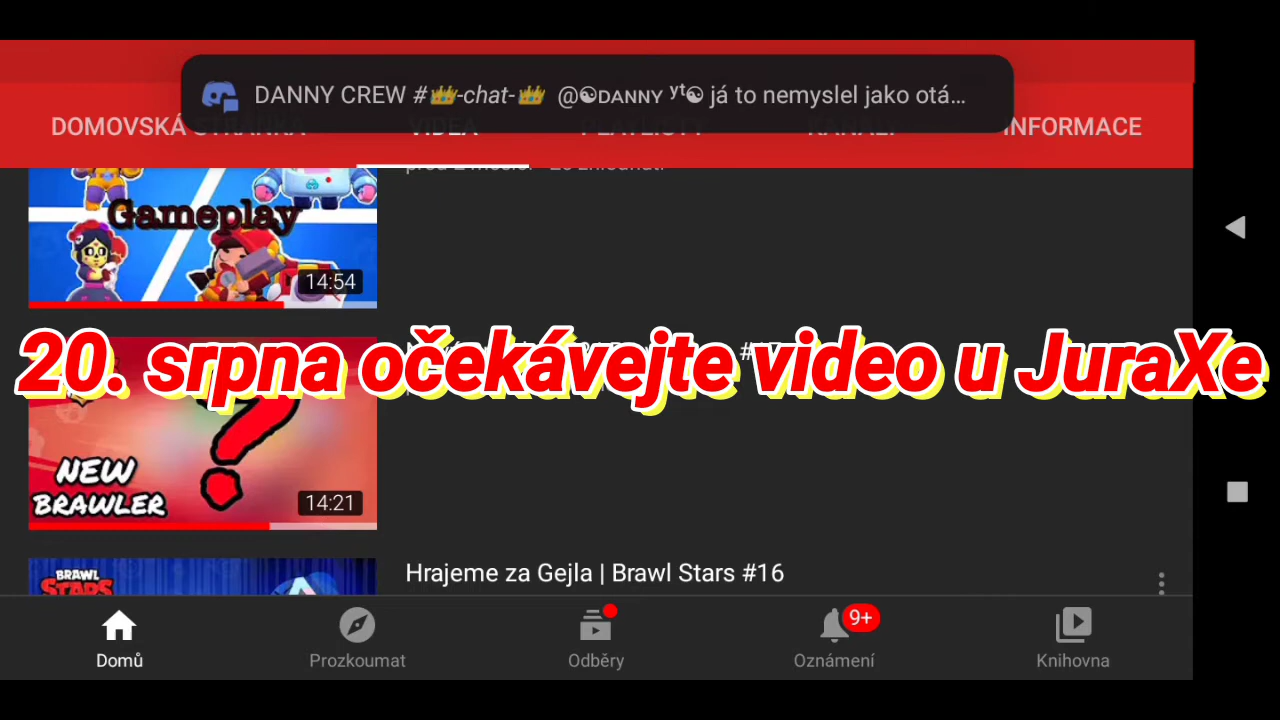 DANNY CREW #👑-chat-👑 @☯DANNY ʸᵗ☯ já to nemyslel jako otá...
DOMOVSKÁ STRÁNKA VIDEA PLAYLISTY KANÁLY INFORMACE
Gameplay
14:54
20. srpna očekávejte video u JuraXe
?
NEW
BRAWLER
14:21
Hrajeme za Gejla | Brawl Stars #16
BRAWL
STARS
Domů
Prozkoumat
Odběry
9+
Oznámení
Knihovna